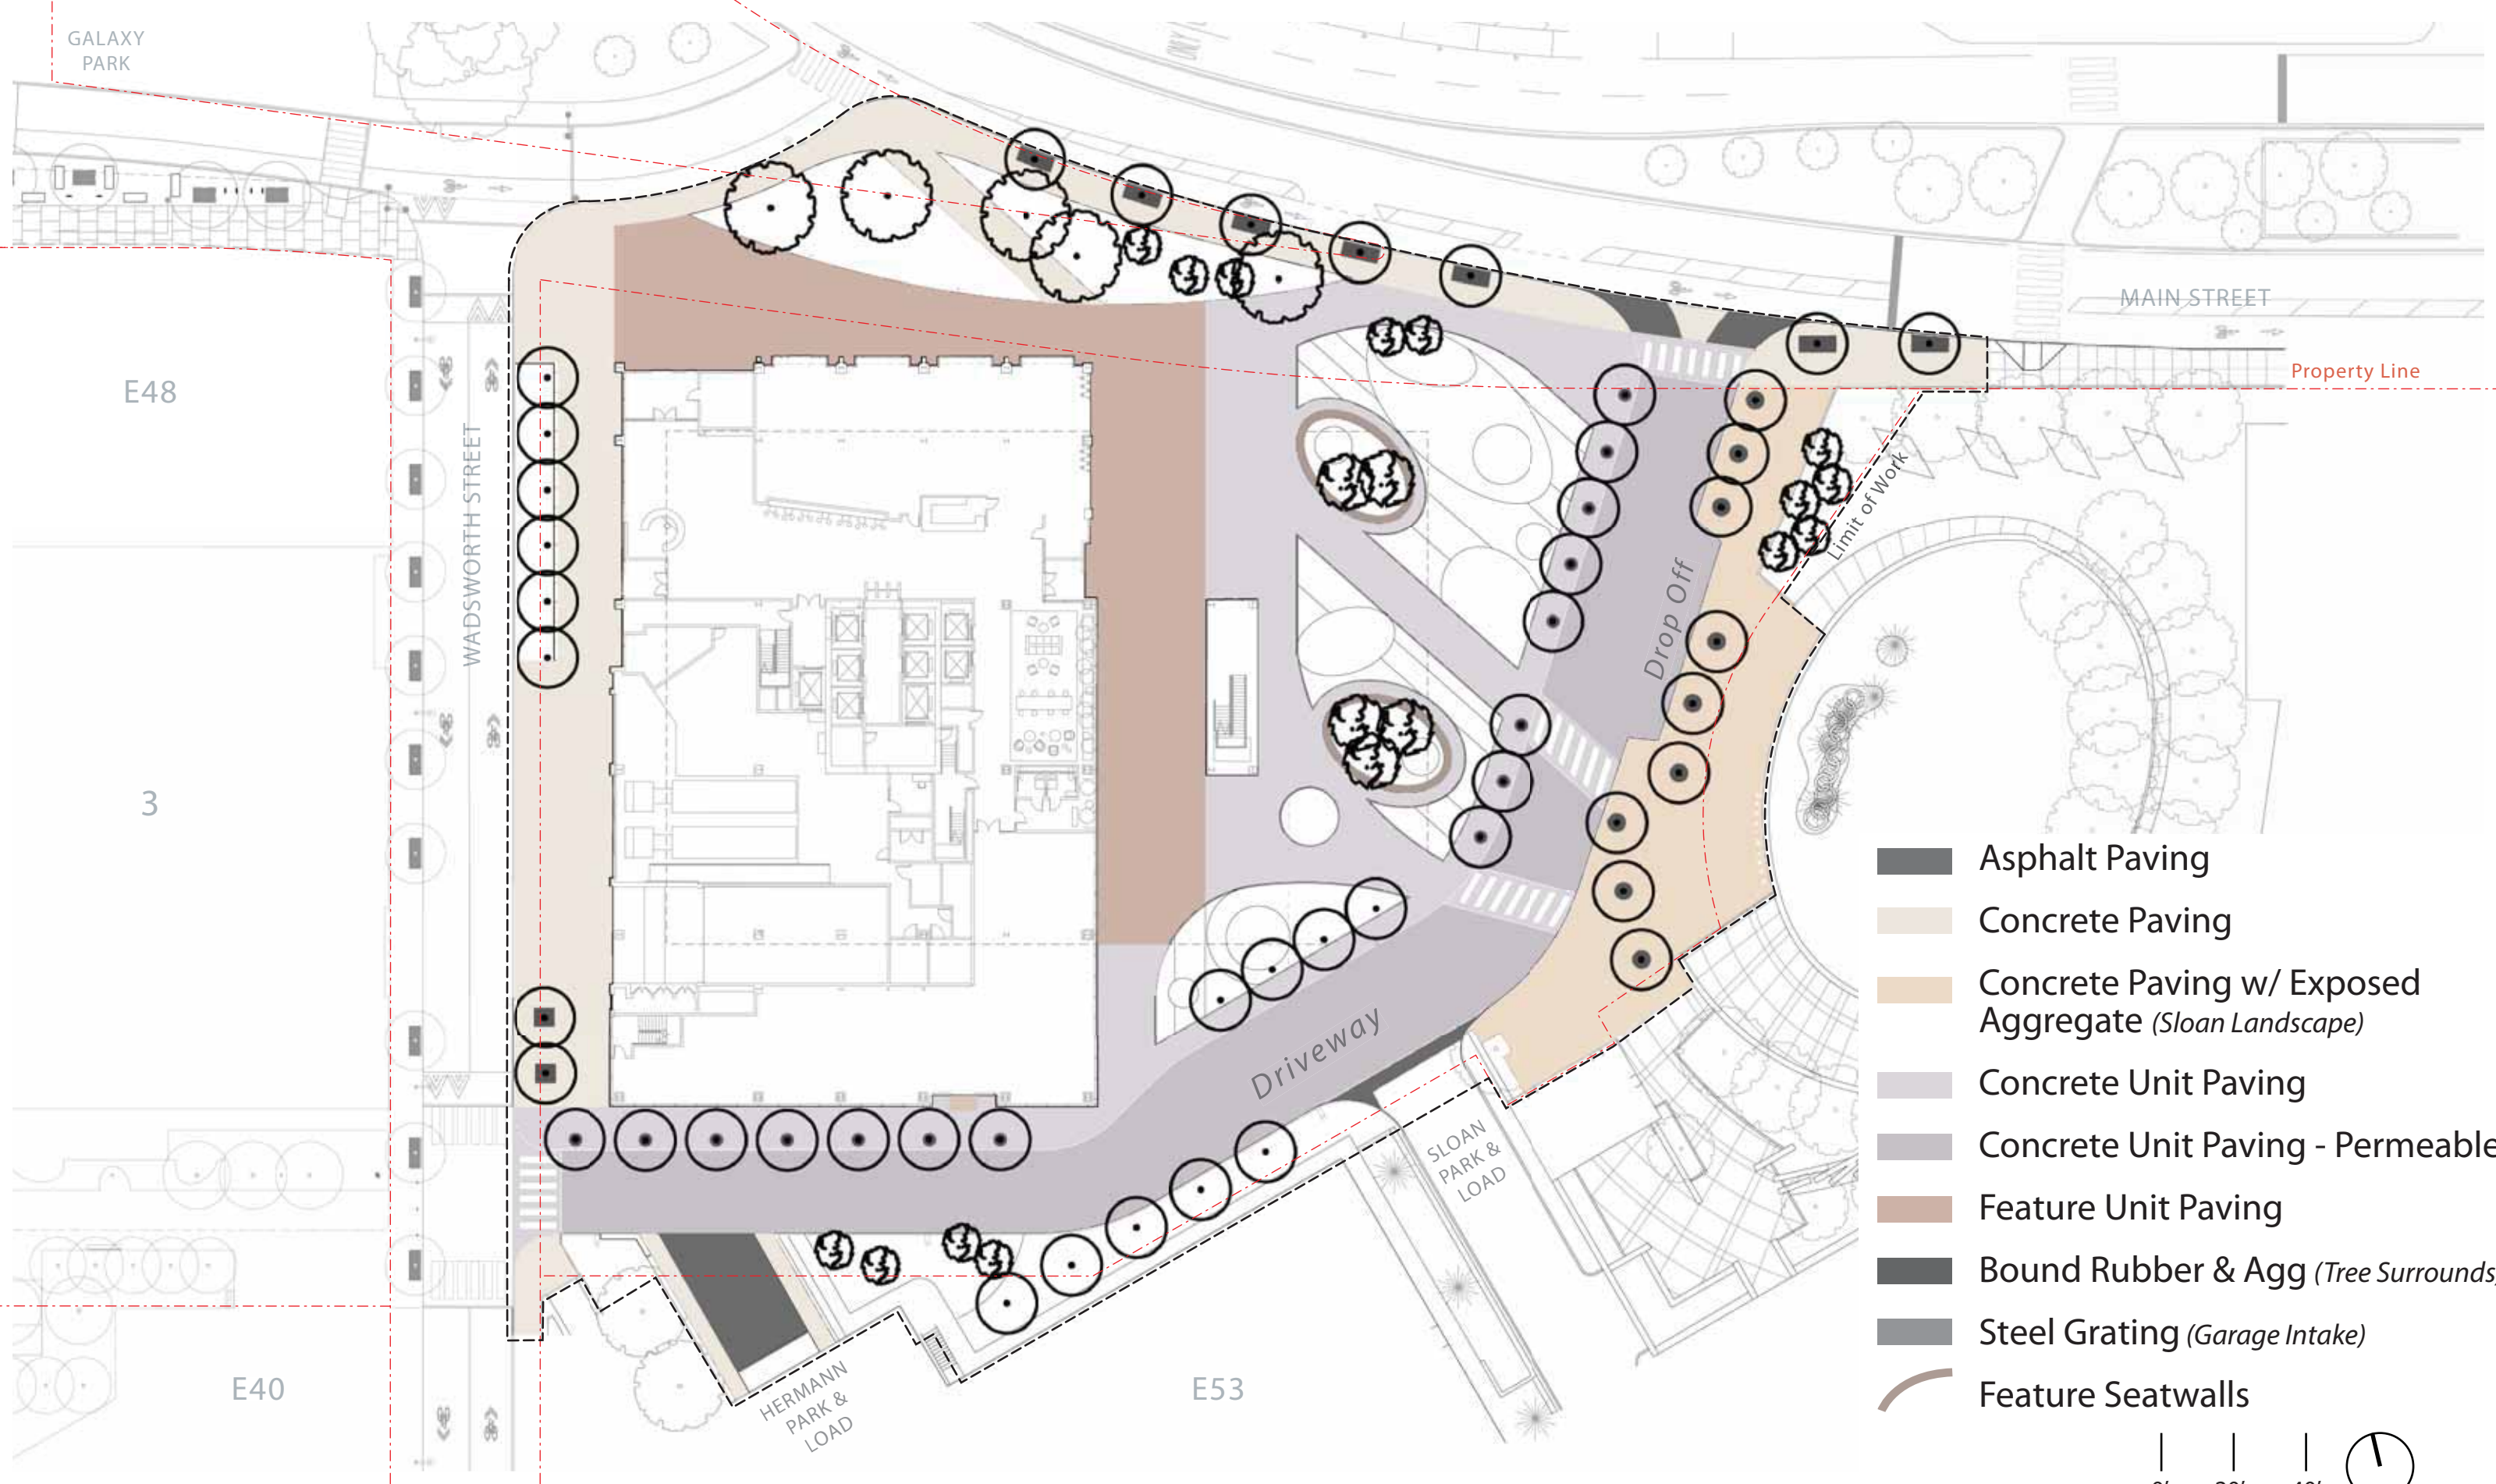 GALAXY
PARK
MAIN STREET
Property Line
E48
WADSWORTH STREET
Limit of Work
Drop Off
3
Asphalt Paving
Concrete Paving
Concrete Paving w/ Exposed
Aggregate (Sloan Landscape)
Concrete Unit Paving
Concrete Unit Paving - Permeable
Feature Unit Paving
Bound Rubber & Agg (Tree Surrounds)
Steel Grating (Garage Intake)
Feature Seatwalls
Driveway
SLOAN
PARK &
LOAD
HERMANN
PARK &
LOAD
E40
E53